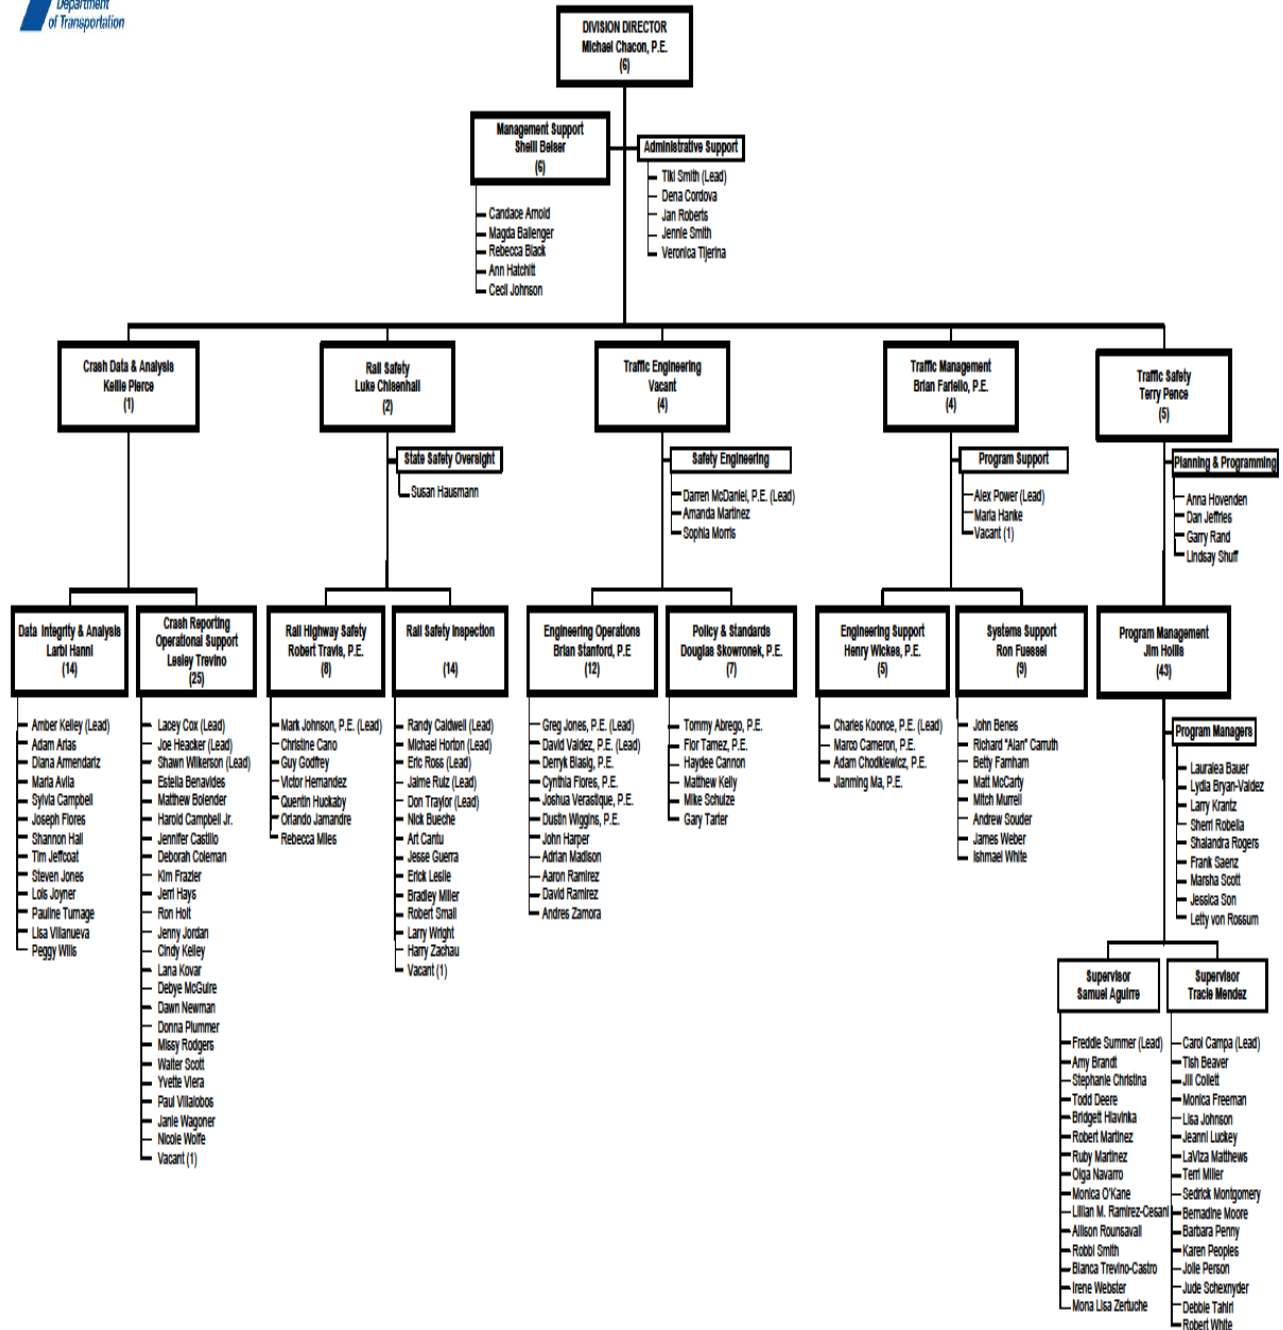 Department
of Transportation
DIVISION DIRECTOR
Michael Chacon, P.E.
(6)
Management Support
Shelli Belser
(6)
Candace Arnold
Magda Ballenger
Rebecca Black
Ann Hatchitt
Cecil Johnson
Administrative Support
Tiki Smith (Lead)
Dena Cordova
Jan Roberts
Jennie Smith
Veronica Tijerina
Crash Data & Analysis
Kellie Pierce
(1)
Rail Safety
Luke Chisenhall
(2)
State Safety Oversight
Susan Hausmann
Traffic Engineering
Vacant
(4)
Safety Engineering
Darren McDaniel, P.E. (Lead)
Amanda Martinez
Sophia Morris
Traffic Management
Brian Fariello, P.E.
(4)
Program Support
Alex Power (Lead)
Maria Hanke
Vacant (1)
Traffic Safety
Terry Pence
(5)
Planning & Programming
Anna Hovenden
Dan Jeffries
Garry Rand
Lindsay Shuff
Data Integrity & Analysis
Larbi Hanni
(14)
Amber Kelley (Lead)
Adam Arias
Diana Armendariz
Maria Avila
Sylvia Campbell
Joseph Flores
Shannon Hall
Tim Jeffcoat
Steven Jones
Lois Joyner
Pauline Turnage
Lisa Villanueva
Peggy Wills
Crash Reporting
Operational Support
Lesley Trevino
(25)
Lacey Cox (Lead)
Joe Heacker (Lead)
Shawn Wilkerson (Lead)
Estella Benavides
Matthew Bolender
Harold Campbell Jr.
Jennifer Castillo
Deborah Coleman
Kim Frazier
Jerri Hays
Ron Holt
Jenny Jordan
Cindy Kelley
Lana Kovar
Debye McGuire
Dawn Newman
Donna Plummer
Missy Rodgers
Walter Scott
Yvette Viera
Paul Villalobos
Janie Wagoner
Nicole Wolfe
Vacant (1)
Rail Highway Safety
Robert Travis, P.E.
(8)
Mark Johnson, P.E. (Lead)
Christine Cano
Guy Godfrey
Victor Hernandez
Quentin Huckaby
Orlando Jamandre
Rebecca Miles
Rail Safety Inspection
(14)
Randy Caldwell (Lead)
Michael Horton (Lead)
Eric Ross (Lead)
Jaime Ruiz (Lead)
Don Traylor (Lead)
Nick Bueche
Art Cantu
Jesse Guerra
Erick Leslie
Bradley Miller
Robert Small
Larry Wright
Harry Zachau
Vacant (1)
Engineering Operations
Brian Stanford, P.E
(12)
Greg Jones, P.E. (Lead)
David Valdez, P.E. (Lead)
Derryk Blasig, P.E.
Cynthia Flores, P.E.
Joshua Verastique, P.E.
Dustin Wiggins, P.E.
John Harper
Adrian Madison
Aaron Ramirez
David Ramirez
Andres Zamora
Policy & Standards
Douglas Skowronek, P.E.
(7)
Tommy Abrego, P.E.
Flor Tamez, P.E.
Haydee Cannon
Matthew Kelly
Mike Schulze
Gary Tarter
Engineering Support
Henry Wickes, P.E.
(5)
Charles Koonce, P.E. (Lead)
Marco Cameron, P.E.
Adam Chodkiewicz, P.E.
Jianming Ma, P.E.
Systems Support
Ron Fuessel
(9)
John Benes
Richard "Alan" Carruth
Betty Farnham
Matt McCarty
Mitch Murrell
Andrew Souder
James Weber
Ishmael White
Program Management
Jim Hollis
(43)
Program Managers
Lauralea Bauer
Lydia Bryan-Valdez
Larry Krantz
Sherri Robella
Shalandra Rogers
Frank Saenz
Marsha Scott
Jessica Son
Letty von Rossum
Supervisor
Samuel Aguirre
Freddie Summer (Lead)
Amy Brandt
Stephanie Christina
Todd Deere
Bridgett Hlavinka
Robert Martinez
Ruby Martinez
Olga Navarro
Monica O'Kane
Lillian M. Ramirez-Cesani
Allison Rounsavall
Robbi Smith
Bianca Trevino-Castro
Irene Webster
Mona Lisa Zertuche
Supervisor
Tracie Mendez
Carol Campa (Lead)
Tish Beaver
Jill Collett
Monica Freeman
Lisa Johnson
Jeanni Luckey
LaViza Matthews
Terri Miller
Sedrick Montgomery
Bernadine Moore
Barbara Penny
Karen Peoples
Jolie Person
Jude Schexnyder
Debbie Tahiri
Robert White